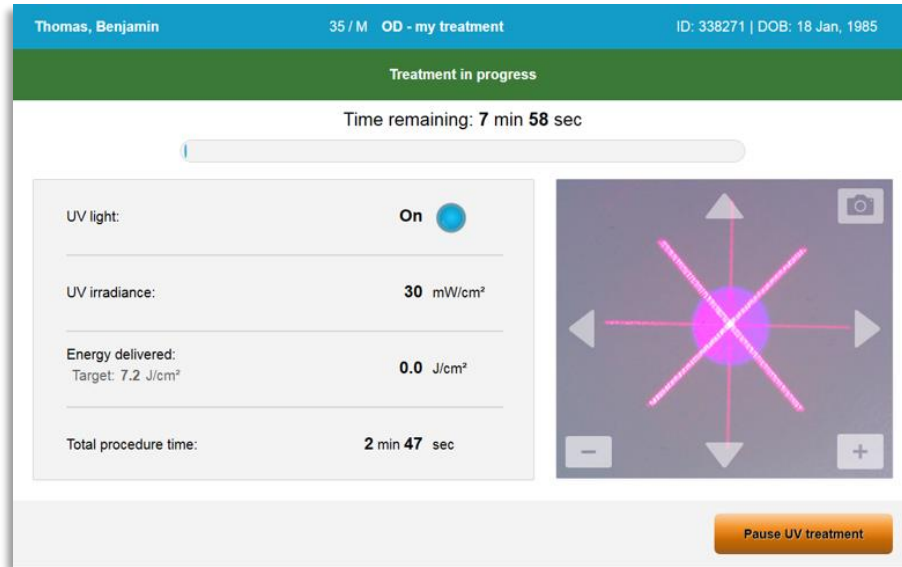 Thomas, Benjamin 35 / M OD - my treatment ID: 338271 | DOB: 18 Jan, 1985
Treatment in progress
Time remaining: 7 min 58 sec
UV light: On
UV irradiance: 30 mW/cm²
Energy delivered:
Target: 7.2 J/cm² 0.0 J/cm²
Total procedure time: 2 min 47 sec
Pause UV treatment